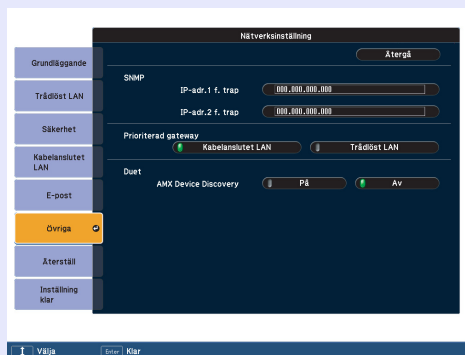 Nätverksinställning
Återgå
Grundläggande
Trådlöst LAN
Säkerhet
Kabelanslutet
LAN
E-post
Övriga
Återställ
Inställning
klar
SNMP
IP-adr.1 f. trap 000.000.000.000
IP-adr.2 f. trap 000.000.000.000
Prioriterad gateway
Kabelanslutet LAN Trådlöst LAN
Duet
AMX Device Discovery På Av
Välja Enter Klar